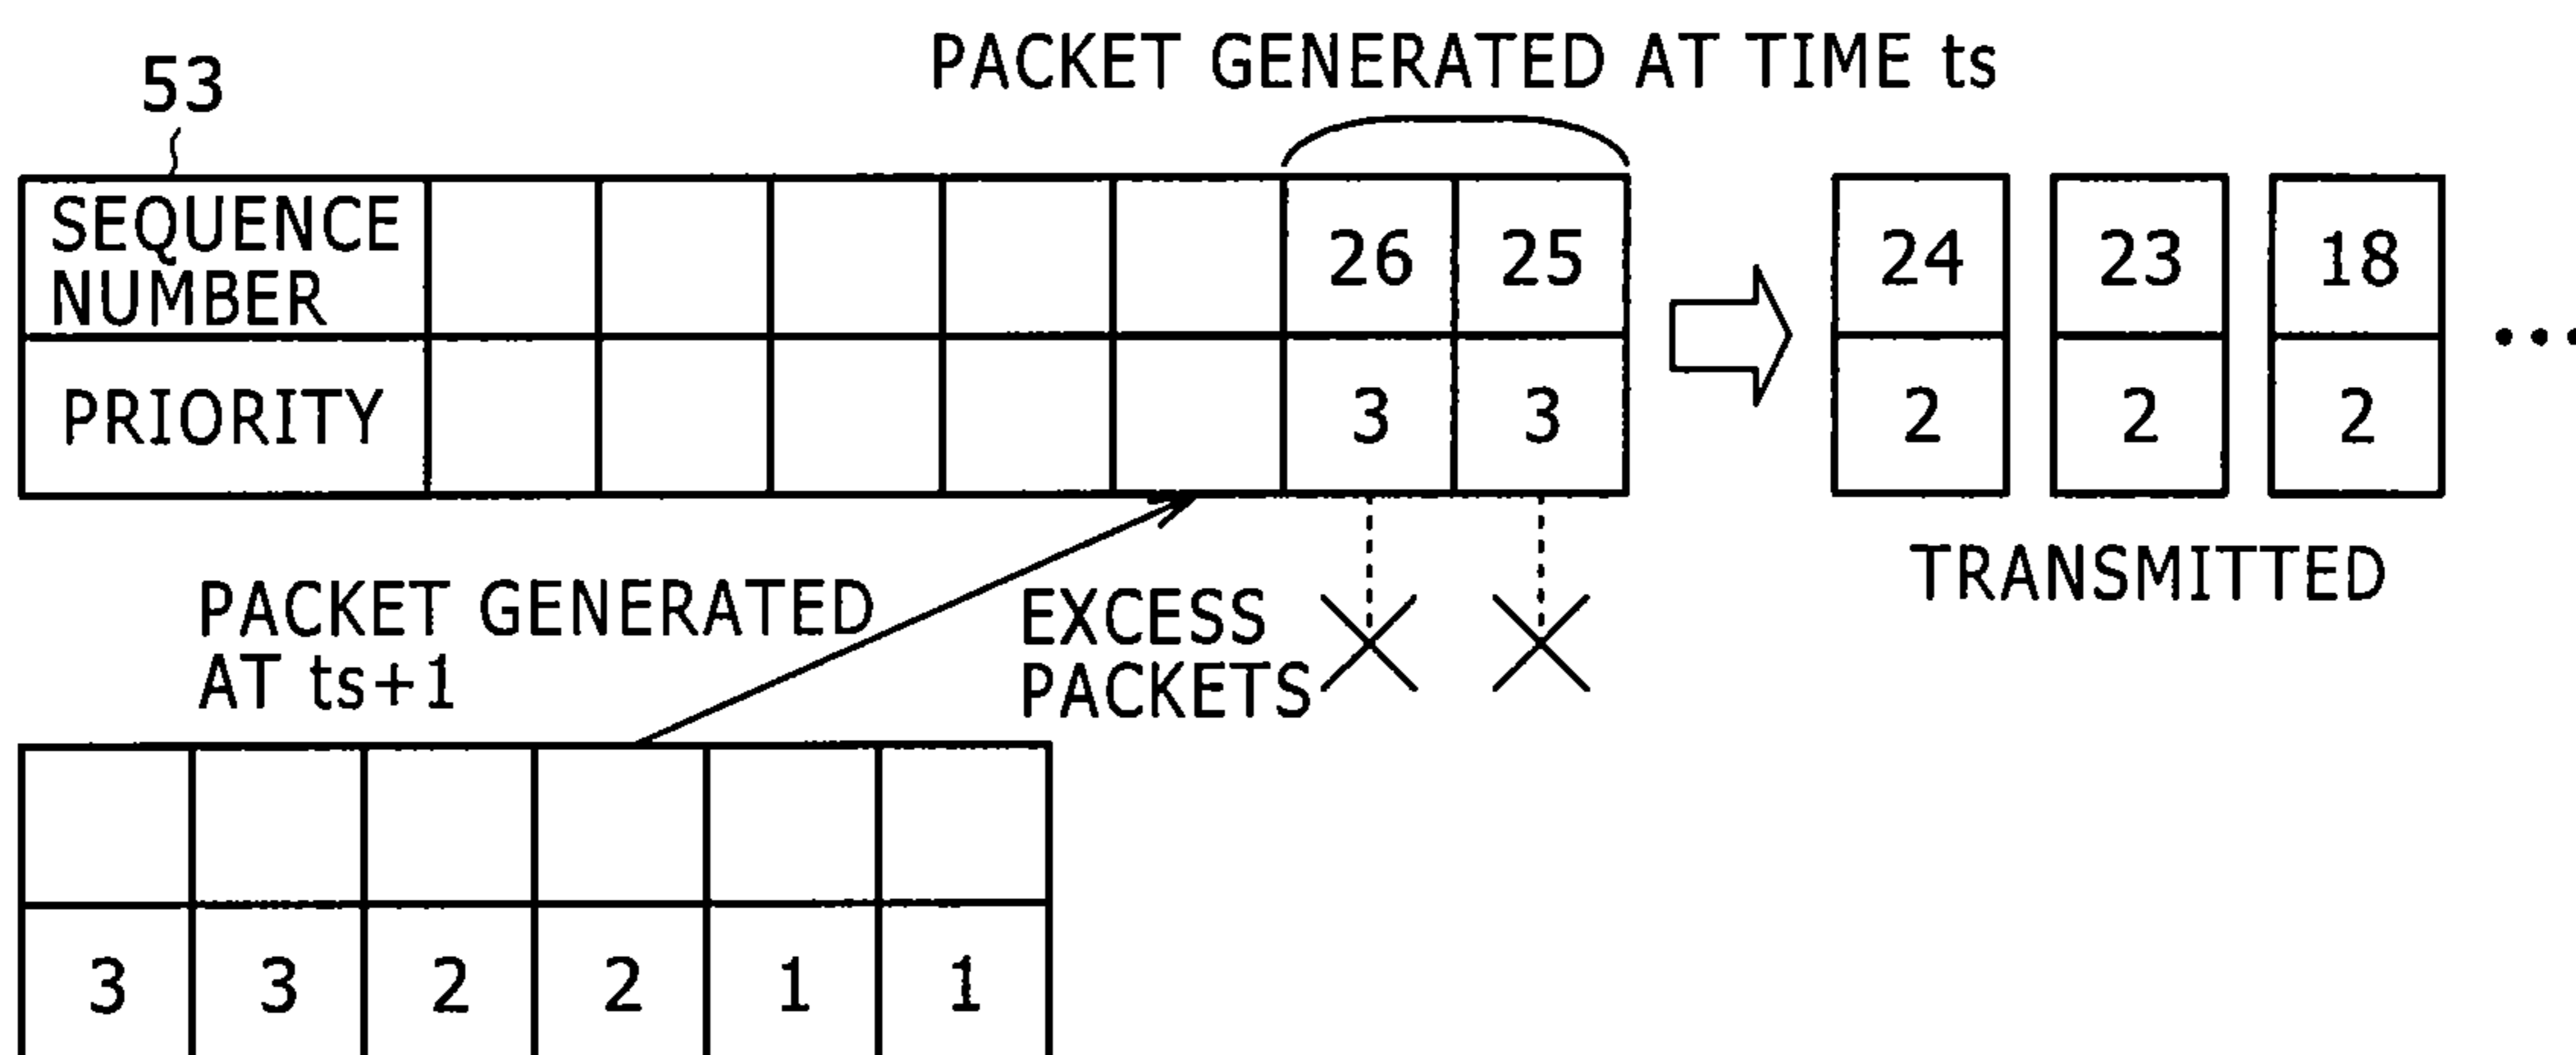 PACKET GENERATED AT TIME ts
53
SEQUENCE
NUMBER
26 25 24 23 18
PRIORITY
3 3 2 2 2
...
TRANSMITTED
PACKET GENERATED
AT ts+1
EXCESS
PACKETS
3 3 2 2 1 1